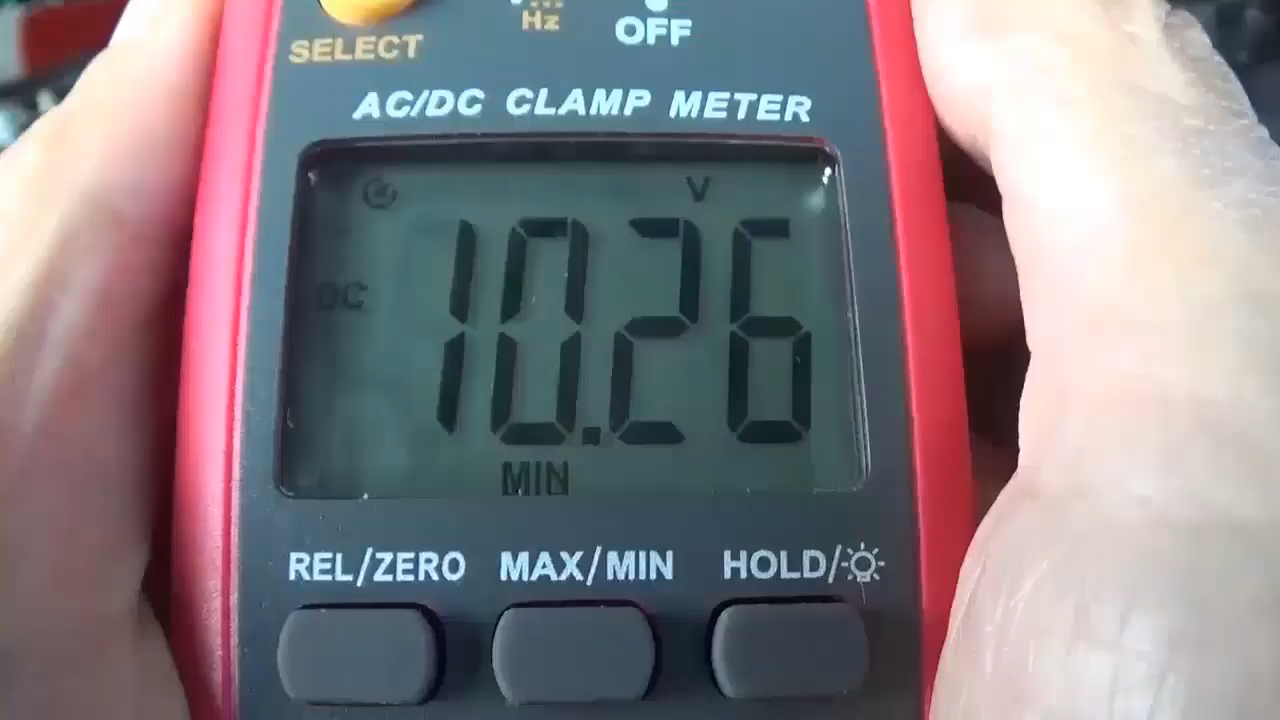 Hz
OFF
SELECT
AC/DC CLAMP METER
V
DC
10.26
MIN
REL/ZERO MAX/MIN HOLD/